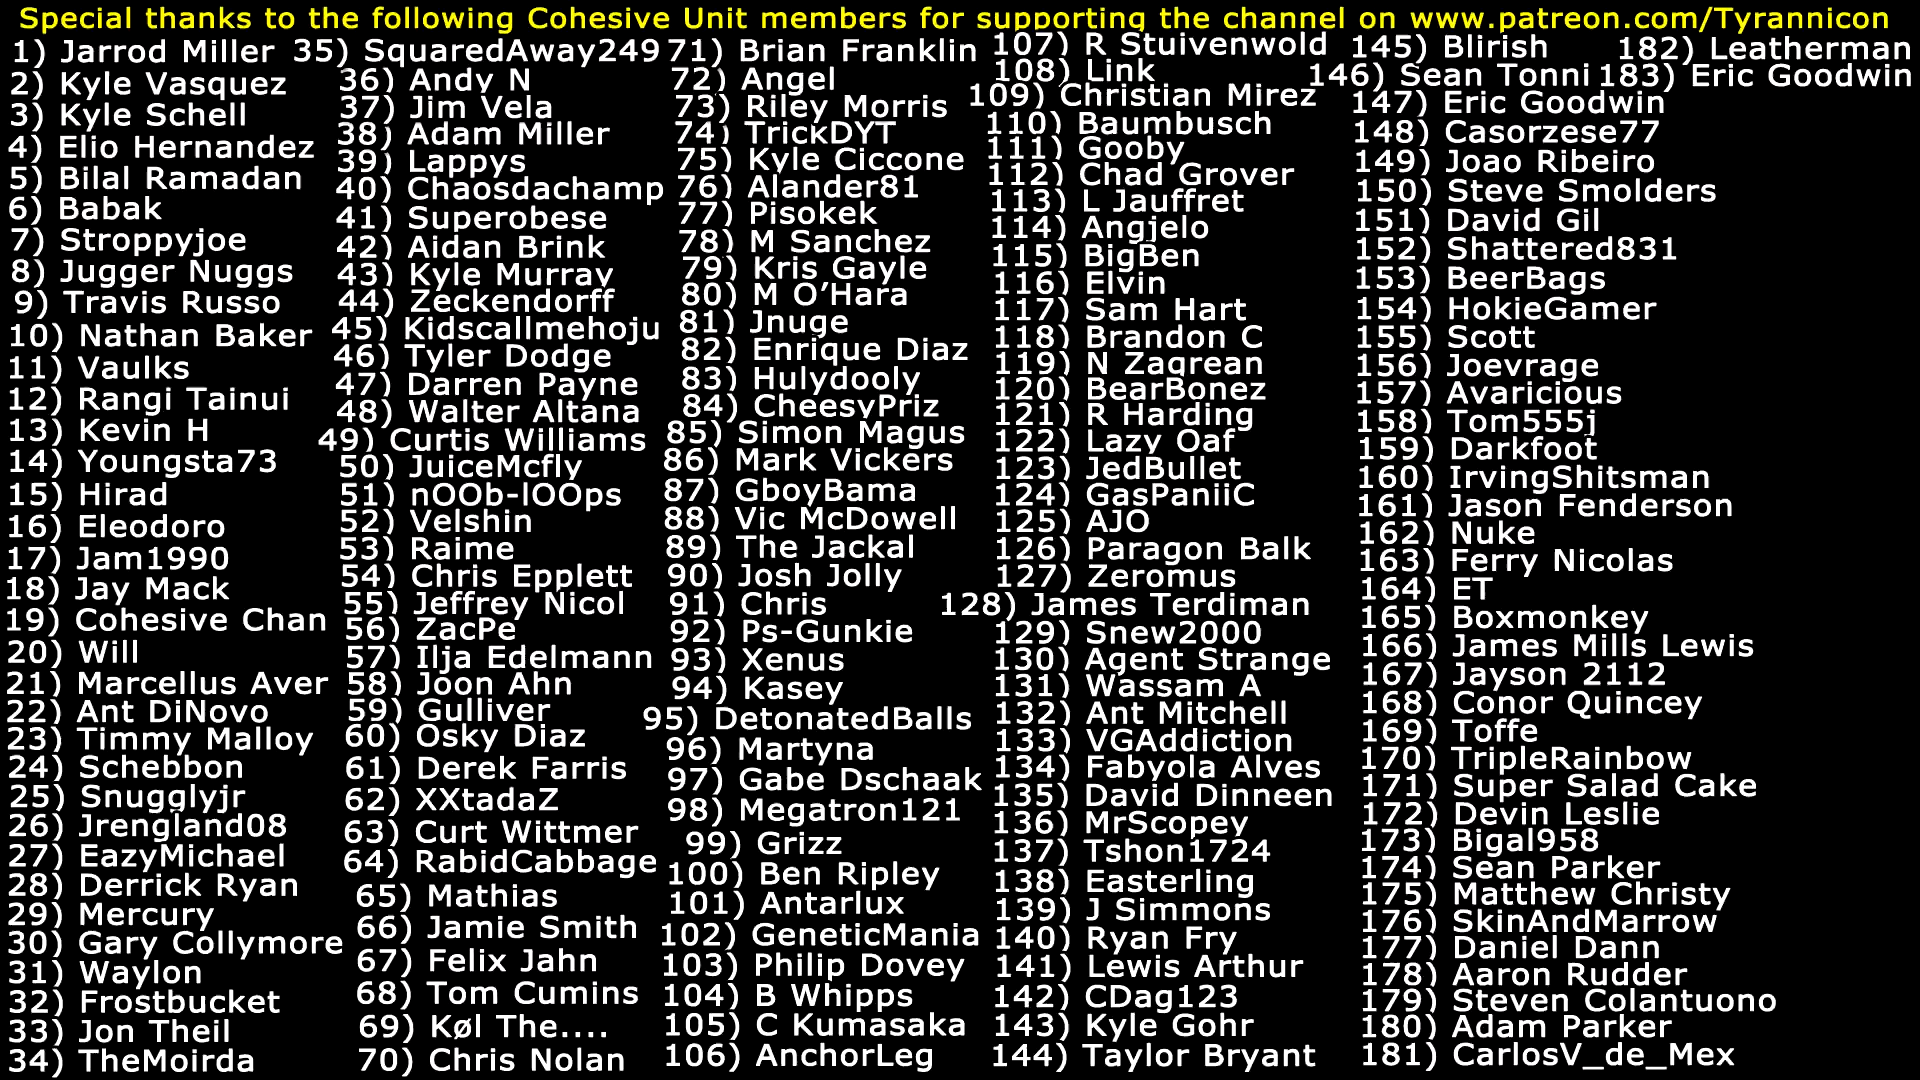 Special thanks to the following Cohesive Unit members for supporting the channel on www.patreon.com/Tyrannicon
1) Jarrod Miller
2) Kyle Vasquez
3) Kyle Schell
4) Elio Hernandez
5) Bilal Ramadan
6) Babak
7) Stroppyjoe
8) Jugger Nuggs
9) Travis Russo
10) Nathan Baker
11) Vaulks
12) Rangi Tainui
13) Kevin H
14) Youngsta73
15) Hirad
16) Eleodoro
17) Jam1990
18) Jay Mack
19) Cohesive Chan
20) Will
21) Marcellus Aver
22) Ant DiNovo
23) Timmy Malloy
24) Schebbon
25) Snugglyjr
26) Jrengland08
27) EazyMichael
28) Derrick Ryan
29) Mercury
30) Gary Collymore
31) Waylon
32) Frostbucket
33) Jon Theil
34) TheMoirda
35) SquaredAway249
36) Andy N
37) Jim Vela
38) Adam Miller
39) Lappys
40) Chaosdachamp
41) Superobese
42) Aidan Brink
43) Kyle Murray
44) Zeckendorff
45) Kidscallmehoju
46) Tyler Dodge
47) Darren Payne
48) Walter Altana
49) Curtis Williams
50) JuiceMcfly
51) nOOb-lOOps
52) Velshin
53) Raime
54) Chris Epplett
55) Jeffrey Nicol
56) ZacPe
57) Ilja Edelmann
58) Joon Ahn
59) Gulliver
60) Osky Diaz
61) Derek Farris
62) XXtadaZ
63) Curt Wittmer
64) RabidCabbage
65) Mathias
66) Jamie Smith
67) Felix Jahn
68) Tom Cumins
69) Køl The....
70) Chris Nolan
71) Brian Franklin
72) Angel
73) Riley Morris
74) TrickDYT
75) Kyle Ciccone
76) Alander81
77) Pisokek
78) M Sanchez
79) Kris Gayle
80) M O'Hara
81) Jnuge
82) Enrique Diaz
83) Hulydooly
84) CheesyPriz
85) Simon Magus
86) Mark Vickers
87) GboyBama
88) Vic McDowell
89) The Jackal
90) Josh Jolly
91) Chris
92) Ps-Gunkie
93) Xenus
94) Kasey
95) DetonatedBalls
96) Martyna
97) Gabe Dschaak
98) Megatron121
99) Grizz
100) Ben Ripley
101) Antarlux
102) GeneticMania
103) Philip Dovey
104) B Whipps
105) C Kumasaka
106) AnchorLeg
107) R Stuivenwold
108) Link
109) Christian Mirez
110) Baumbusch
111) Gooby
112) Chad Grover
113) L Jauffret
114) Angjelo
115) BigBen
116) Elvin
117) Sam Hart
118) Brandon C
119) N Zagrean
120) BearBonez
121) R Harding
122) Lazy Oaf
123) JedBullet
124) GasPaniiC
125) AJO
126) Paragon Balk
127) Zeromus
128) James Terdiman
129) Snew2000
130) Agent Strange
131) Wassam A
132) Ant Mitchell
133) VGAddiction
134) Fabyola Alves
135) David Dinneen
136) MrScopey
137) Tshon1724
138) Easterling
139) J Simmons
140) Ryan Fry
141) Lewis Arthur
142) CDag123
143) Kyle Gohr
144) Taylor Bryant
145) Blirish
146) Sean Tonni
147) Eric Goodwin
148) Casorzese77
149) Joao Ribeiro
150) Steve Smolders
151) David Gil
152) Shattered831
153) BeerBags
154) HokieGamer
155) Scott
156) Joevrage
157) Avaricious
158) Tom555j
159) Darkfoot
160) IrvingShitsman
161) Jason Fenderson
162) Nuke
163) Ferry Nicolas
164) ET
165) Boxmonkey
166) James Mills Lewis
167) Jayson 2112
168) Conor Quincey
169) Toffe
170) TripleRainbow
171) Super Salad Cake
172) Devin Leslie
173) Bigal958
174) Sean Parker
175) Matthew Christy
176) SkinAndMarrow
177) Daniel Dann
178) Aaron Rudder
179) Steven Colantuono
180) Adam Parker
181) CarlosV_de_Mex
182) Leatherman
183) Eric Goodwin